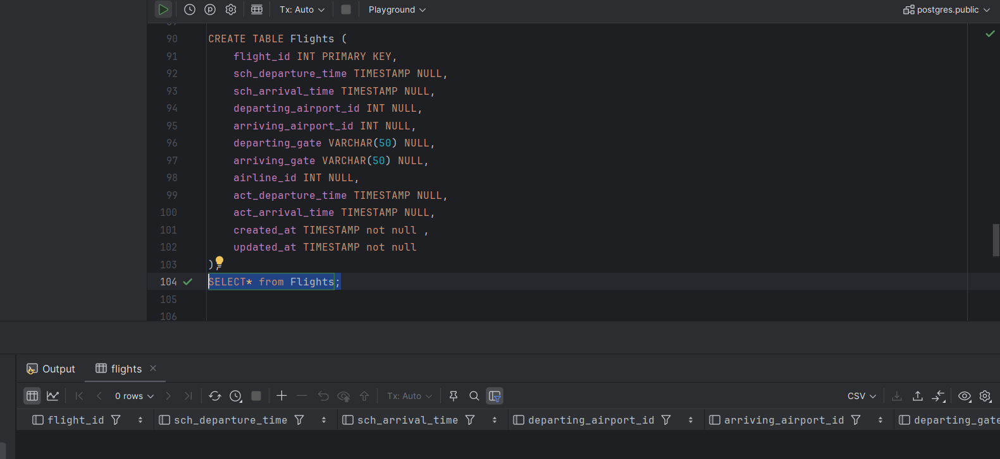 Tx: Auto Playground postgres.public
90 CREATE TABLE Flights (
91 flight_id INT PRIMARY KEY,
92 sch_departure_time TIMESTAMP NULL,
93 sch_arrival_time TIMESTAMP NULL,
94 departing_airport_id INT NULL,
95 arriving_airport_id INT NULL,
96 departing_gate VARCHAR(50) NULL,
97 arriving_gate VARCHAR(50) NULL,
98 airline_id INT NULL,
99 act_departure_time TIMESTAMP NULL,
100 act_arrival_time TIMESTAMP NULL,
101 created_at TIMESTAMP not null ,
102 updated_at TIMESTAMP not null
103 );
104 SELECT* from Flights;
105
106
Output flights
0 rows Tx: Auto CSV
flight_id sch_departure_time sch_arrival_time departing_airport_id arriving_airport_id departing_gate